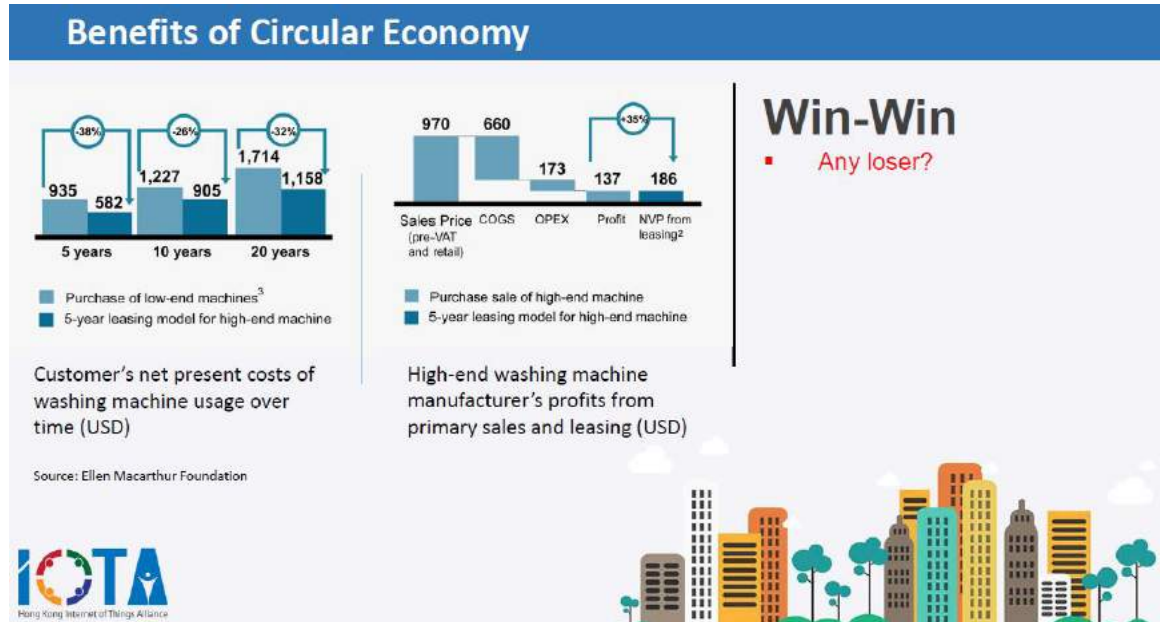 Benefits of Circular Economy
-38%
-26%
-32%
935
582
1,227
905
1,714
1,158
5 years
10 years
20 years
Purchase of low-end machines³
5-year leasing model for high-end machine
Customer's net present costs of
washing machine usage over
time (USD)
Source: Ellen Macarthur Foundation
+35%
970
660
173
137
186
Sales Price
(pre-VAT
and retail)
COGS
OPEX
Profit
NVP from
leasing²
Purchase sale of high-end machine
5-year leasing model for high-end machine
High-end washing machine
manufacturer's profits from
primary sales and leasing (USD)
Win-Win
▪ Any loser?
IOTA
Hong Kong Internet of Things Alliance